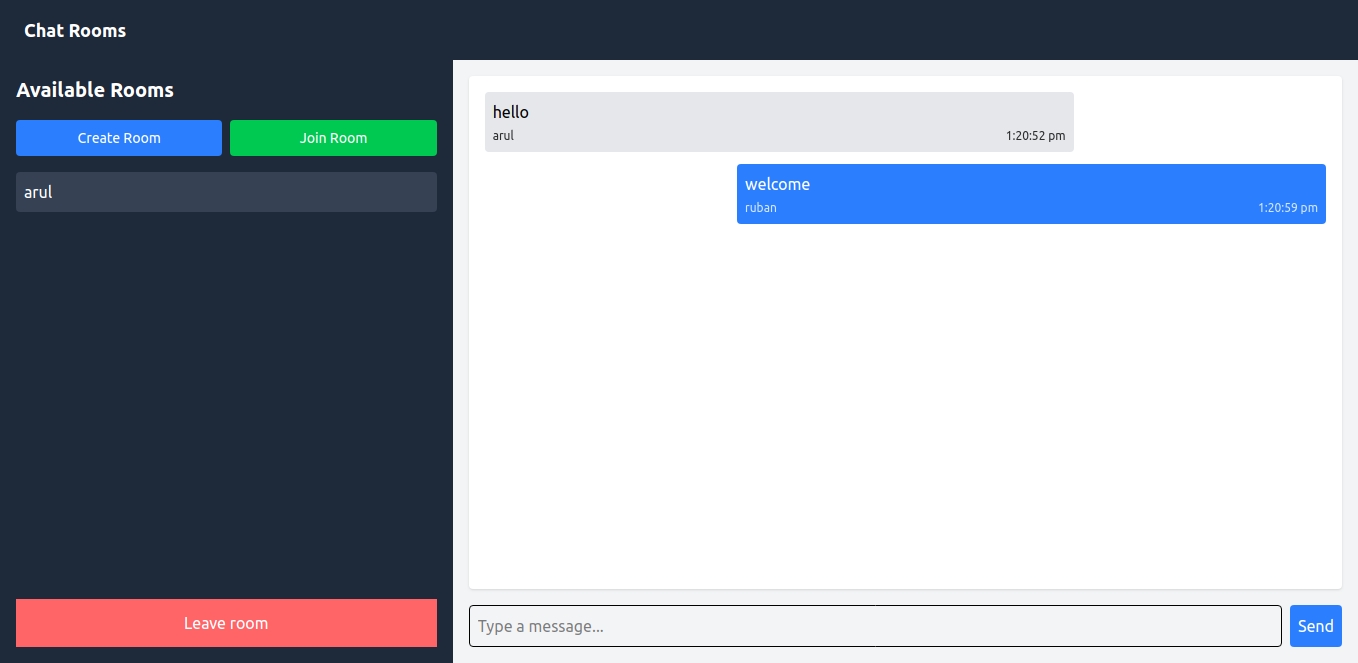 Chat Rooms
Available Rooms
Create Room
Join Room
arul
Leave room
hello
arul 1:20:52 pm
welcome
ruban 1:20:59 pm
Type a message...
Send